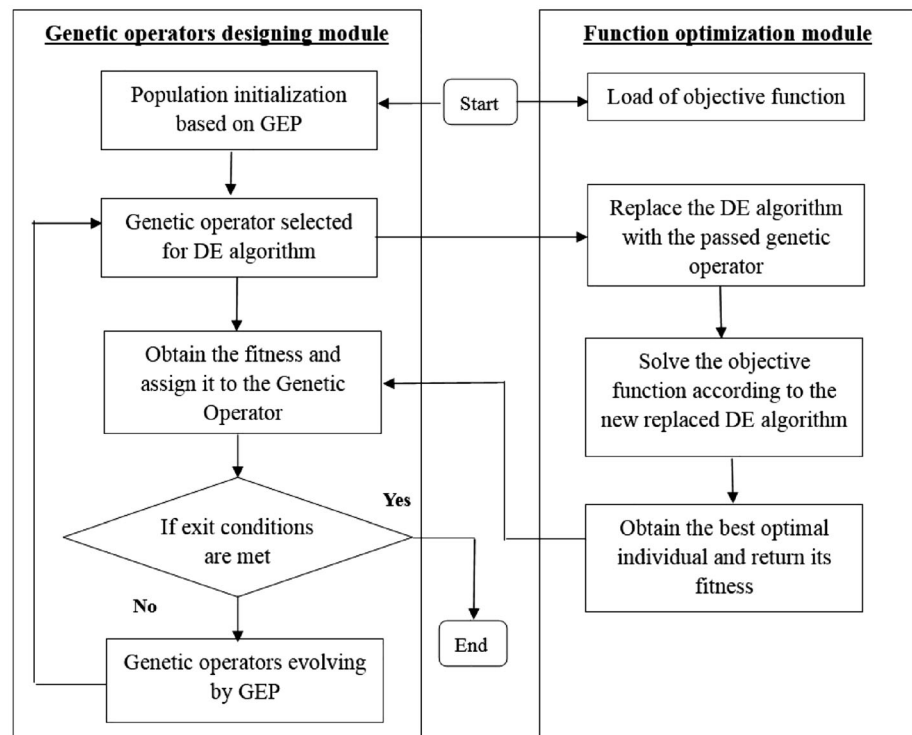 Genetic operators designing module
Population initialization
based on GEP
Genetic operator selected
for DE algorithm
Obtain the fitness and
assign it to the Genetic
Operator
If exit conditions
are met
Yes
No
Genetic operators evolving
by GEP
Start
End
Function optimization module
Load of objective function
Replace the DE algorithm
with the passed genetic
operator
Solve the objective
function according to the
new replaced DE algorithm
Obtain the best optimal
individual and return its
fitness